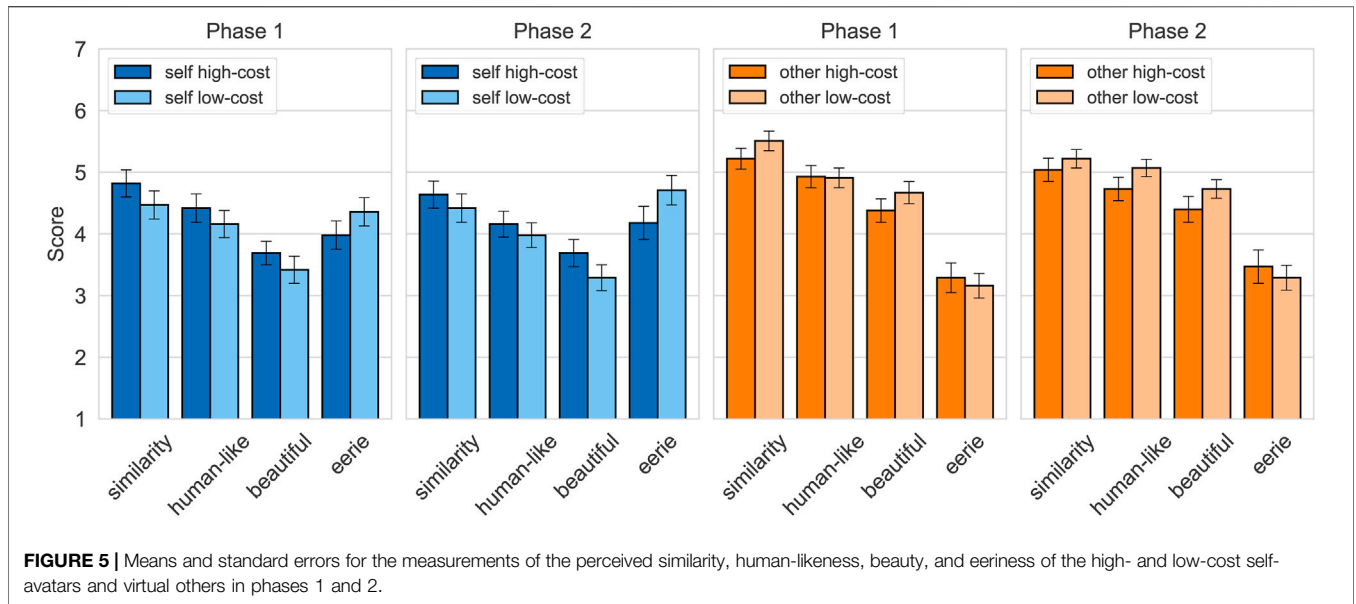 Phase 1
Phase 2
Phase 1
Phase 2
7
6
5
4
3
2
1
Score
self high-cost
self low-cost
self high-cost
self low-cost
other high-cost
other low-cost
other high-cost
other low-cost
similarity
human-like
beautiful
eerie
similarity
human-like
beautiful
eerie
similarity
human-like
beautiful
eerie
similarity
human-like
beautiful
eerie
FIGURE 5 | Means and standard errors for the measurements of the perceived similarity, human-likeness, beauty, and eeriness of the high- and low-cost self-
avatars and virtual others in phases 1 and 2.